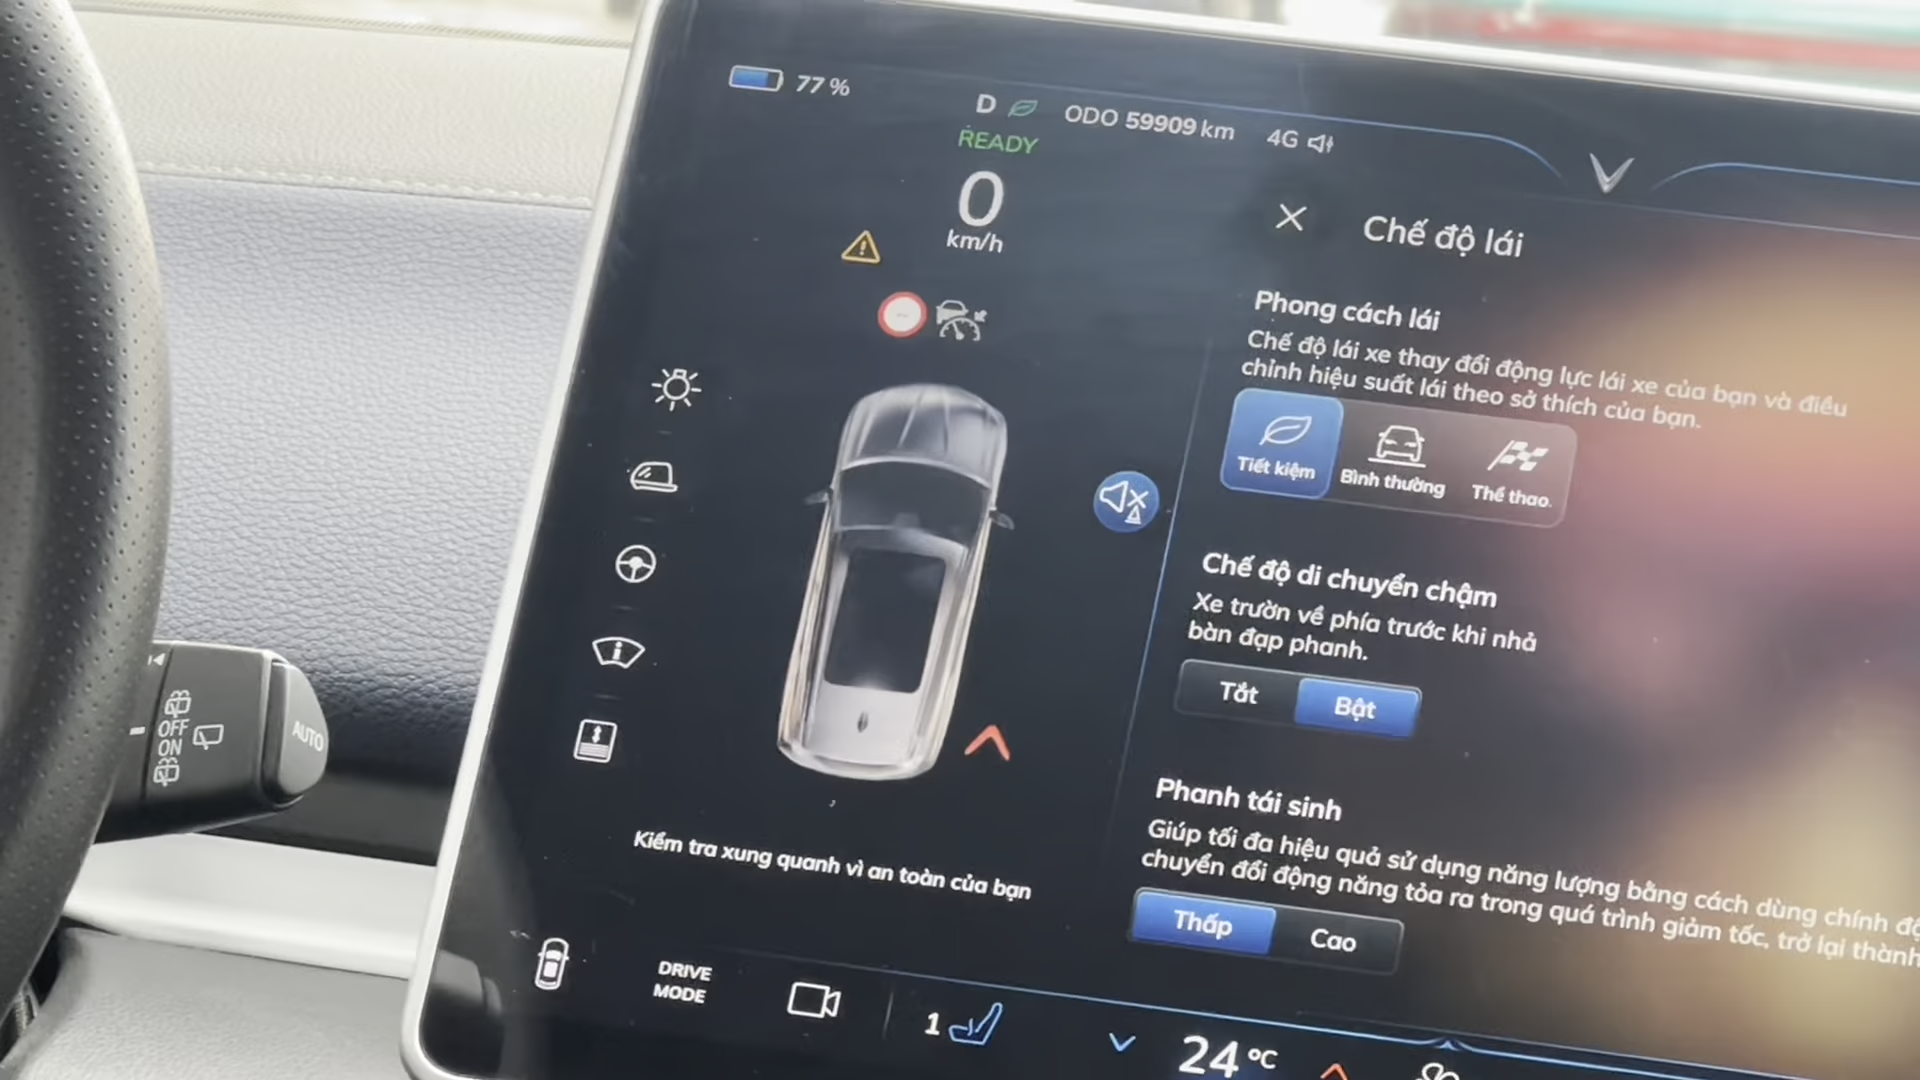 77 %
D
ODO 59909 km
4G
READY
0
km/h
Chế độ lái
Phong cách lái
Chế độ lái xe thay đổi động lực lái xe của bạn và điều
chỉnh hiệu suất lái theo sở thích của bạn.
Tiết kiệm
Bình thường
Thể thao.
Chế độ di chuyển chậm
Xe trườn về phía trước khi nhả
bàn đạp phanh.
Tắt
Bật
Phanh tái sinh
Giúp tối đa hiệu quả sử dụng năng lượng bằng cách dùng chính độ
chuyển đổi động năng tỏa ra trong quá trình giảm tốc, trở lại thành
Thấp
Cao
Kiểm tra xung quanh vì an toàn của bạn
DRIVE
MODE
1
24 °C
OFF
ON
AUTO